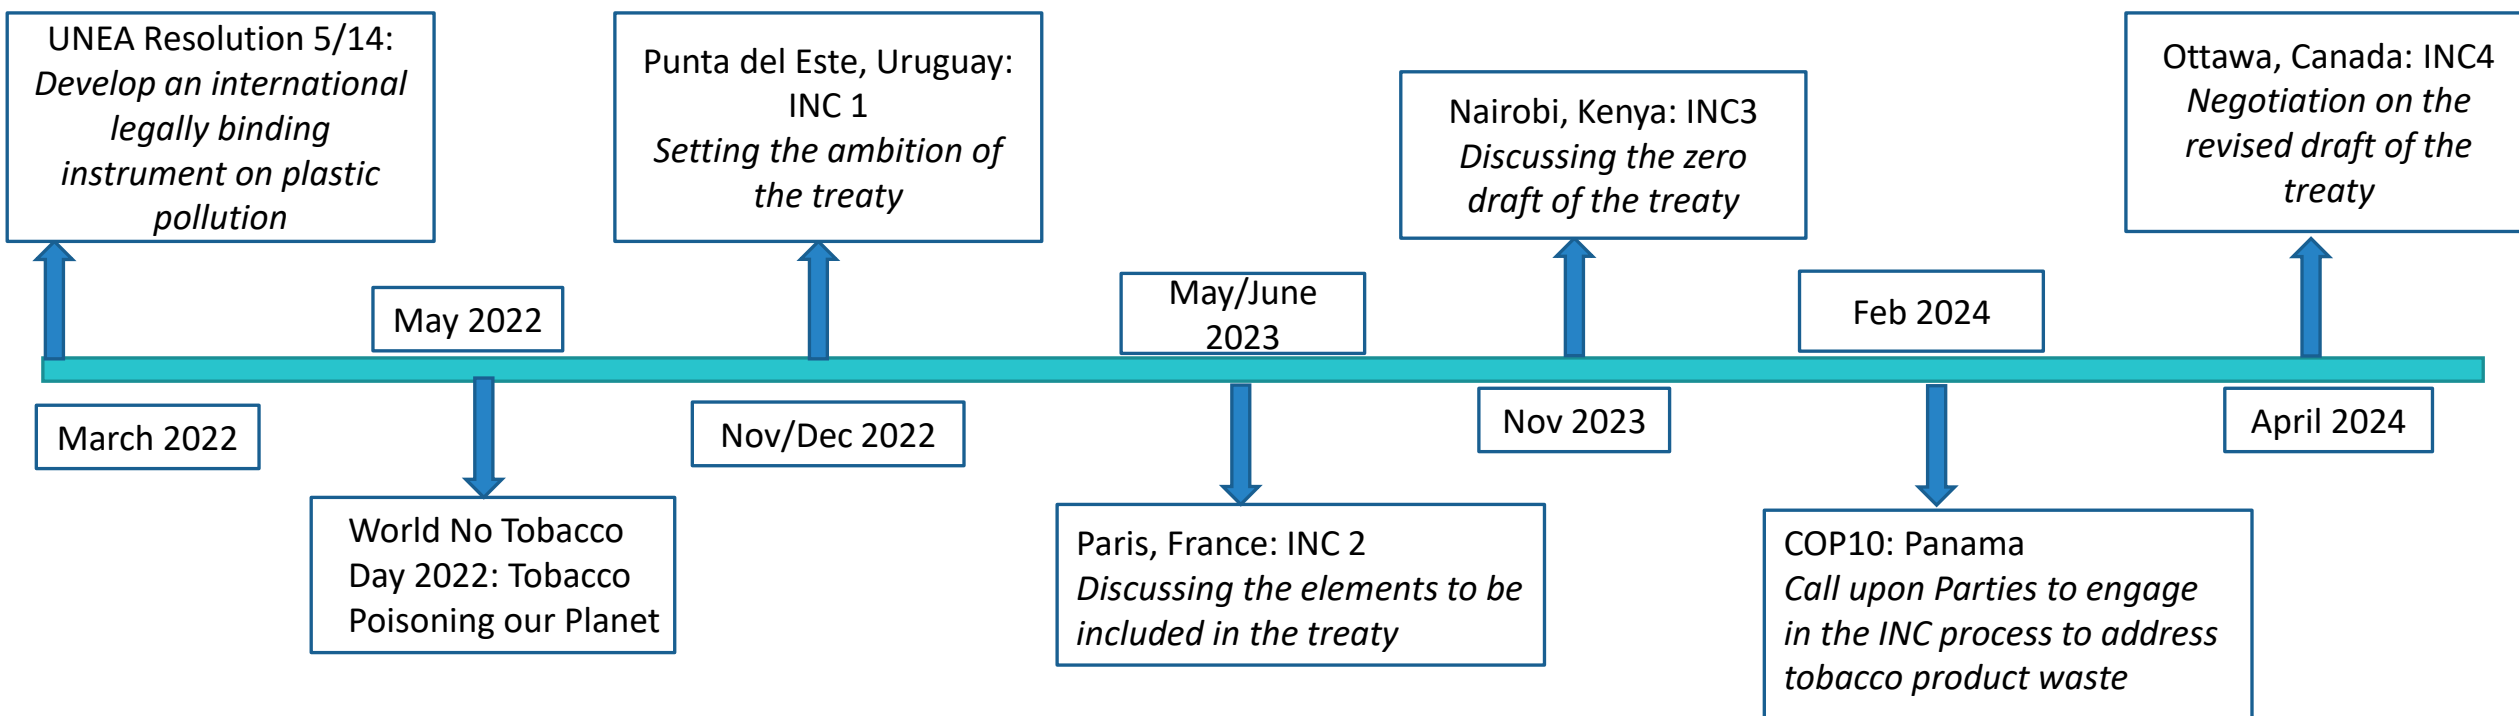 UNEA Resolution 5/14:
Develop an international
legally binding
instrument on plastic
pollution
March 2022
May 2022
World No Tobacco
Day 2022: Tobacco
Poisoning our Planet
Punta del Este, Uruguay:
INC 1
Setting the ambition of
the treaty
Nov/Dec 2022
May/June
2023
Paris, France: INC 2
Discussing the elements to be
included in the treaty
Nairobi, Kenya: INC3
Discussing the zero
draft of the treaty
Nov 2023
Feb 2024
COP10: Panama
Call upon Parties to engage
in the INC process to address
tobacco product waste
Ottawa, Canada: INC4
Negotiation on the
revised draft of the
treaty
April 2024